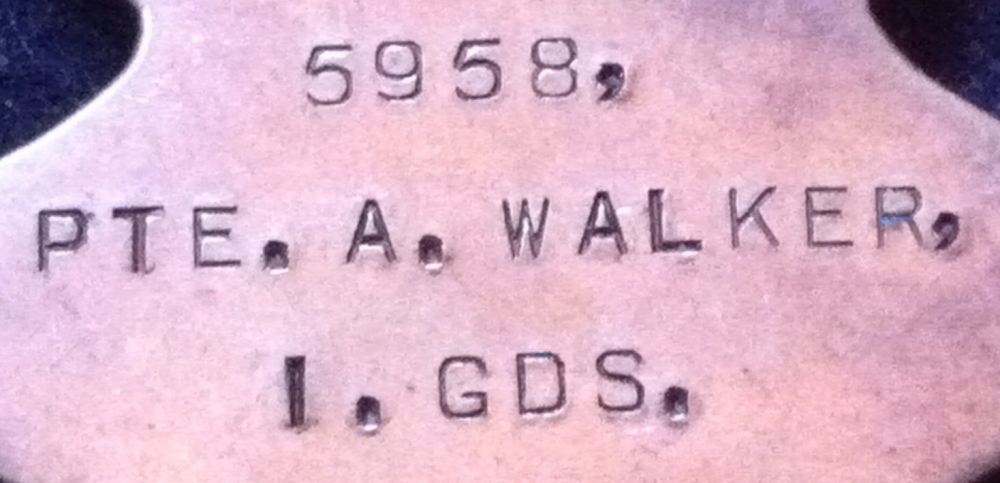 5958,
PTE. A. WALKER,
I. GDS.